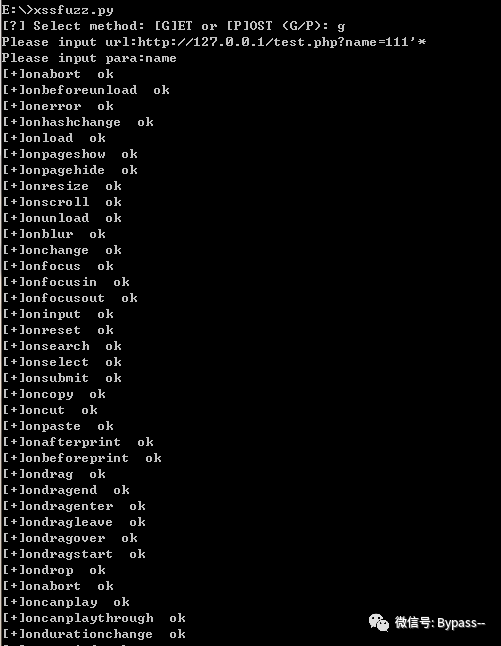 E:\>xssfuzz.py
[?] Select method: [G]ET or [P]OST (G/P): g
Please input url:http://127.0.0.1/test.php?name=111'*
Please input para:name
[+]onabort  ok
[+]onbeforeunload  ok
[+]onerror  ok
[+]onhashchange  ok
[+]onload  ok
[+]onpageshow  ok
[+]onpagehide  ok
[+]onresize  ok
[+]onscroll  ok
[+]onunload  ok
[+]onblur  ok
[+]onchange  ok
[+]onfocus  ok
[+]onfocusin  ok
[+]onfocusout  ok
[+]oninput  ok
[+]onreset  ok
[+]onsearch  ok
[+]onselect  ok
[+]onsubmit  ok
[+]oncopy  ok
[+]oncut  ok
[+]onpaste  ok
[+]onafterprint  ok
[+]onbeforeprint  ok
[+]ondrag  ok
[+]ondragend  ok
[+]ondragenter  ok
[+]ondragleave  ok
[+]ondragover  ok
[+]ondragstart  ok
[+]ondrop  ok
[+]onabort  ok
[+]oncanplay  ok
[+]oncanplaythrough  ok
[+]ondurationchange  ok
微信号: Bypass--